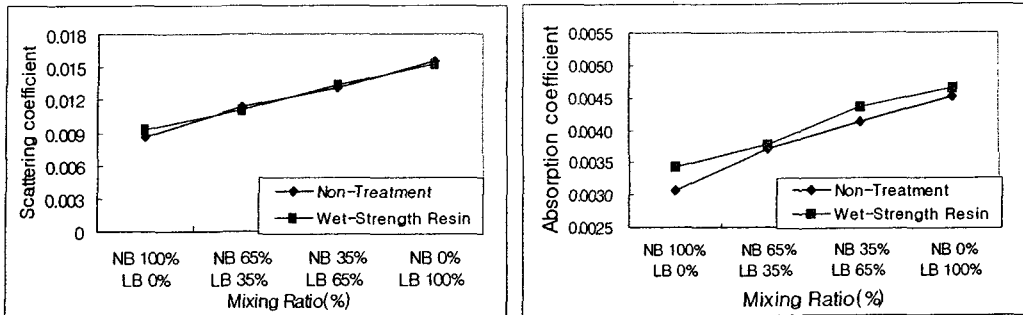 0.018
0.015
0.012
0.009
0.006
0.003
0
Scattering coefficient
Non-Treatment
Wet-Strength Resin
NB 100% NB 65% NB 35% NB 0%
LB 0% LB 35% LB 65% LB 100%
Mixing Ratio(%)
0.0055
0.0050
0.0045
0.0040
0.0035
0.0030
0.0025
Absorption coefficient
Non-Treatment
Wet-Strength Resin
NB 100% NB 65% NB 35% NB 0%
LB 0% LB 35% LB 65% LB 100%
Mixing Ratio(%)